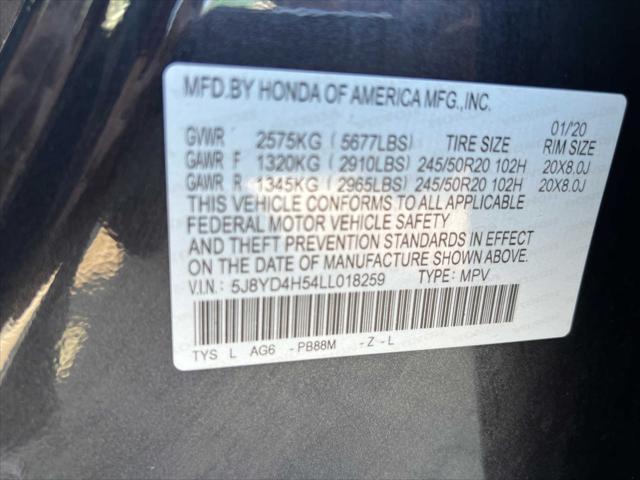 MFD.BY HONDA OF AMERICA MFG.,INC.
01/20
GVWR 2575KG ( 5677LBS) TIRE SIZE RIM SIZE
GAWR F 1320KG ( 2910LBS) 245/50R20 102H 20X8.0J
GAWR R 1345KG ( 2965LBS) 245/50R20 102H 20X8.0J
THIS VEHICLE CONFORMS TO ALL APPLICABLE
FEDERAL MOTOR VEHICLE SAFETY
AND THEFT PREVENTION STANDARDS IN EFFECT
ON THE DATE OF MANUFACTURE SHOWN ABOVE.
V.I.N.: 5J8YD4H54LL018259 TYPE: MPV
TYS L AG6 -PB88M -Z-L